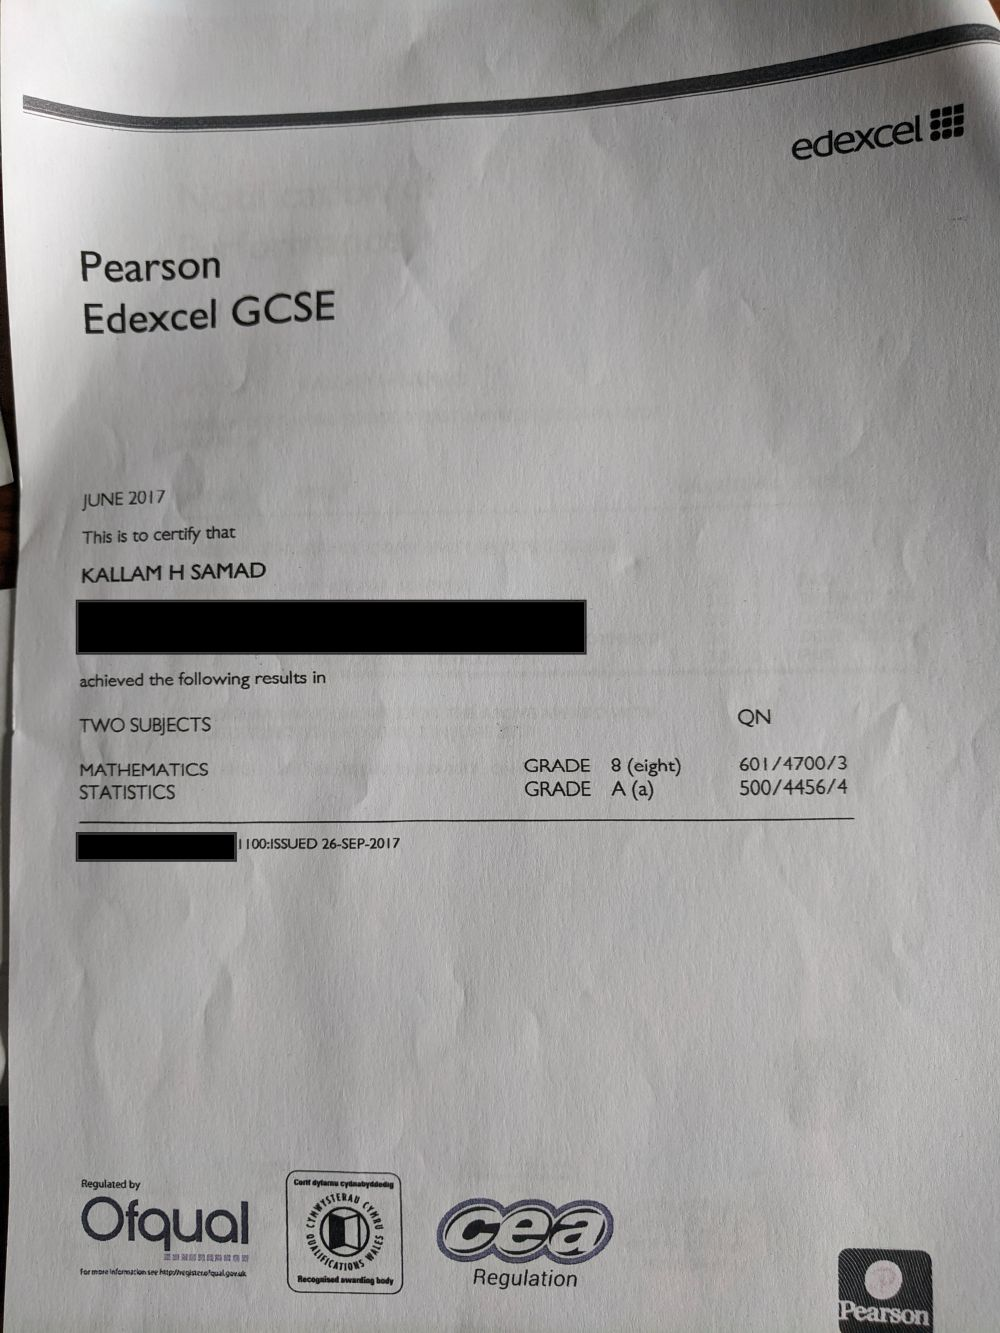 edexcel
Pearson
Edexcel GCSE
JUNE 2017
This is to certify that
KALLAM H SAMAD
achieved the following results in
TWO SUBJECTS QN
MATHEMATICS GRADE 8 (eight) 601/4700/3
STATISTICS GRADE A (a) 500/4456/4
1100:ISSUED 26-SEP-2017
Regulated by
Ofqual
For more information see http://register.ofqual.gov.uk
Corff dyfarnu cydnabyddedig
CYMWYSTERAU CYMRU
QUALIFICATIONS WALES
Recognised awarding body
cea
Regulation
Pearson